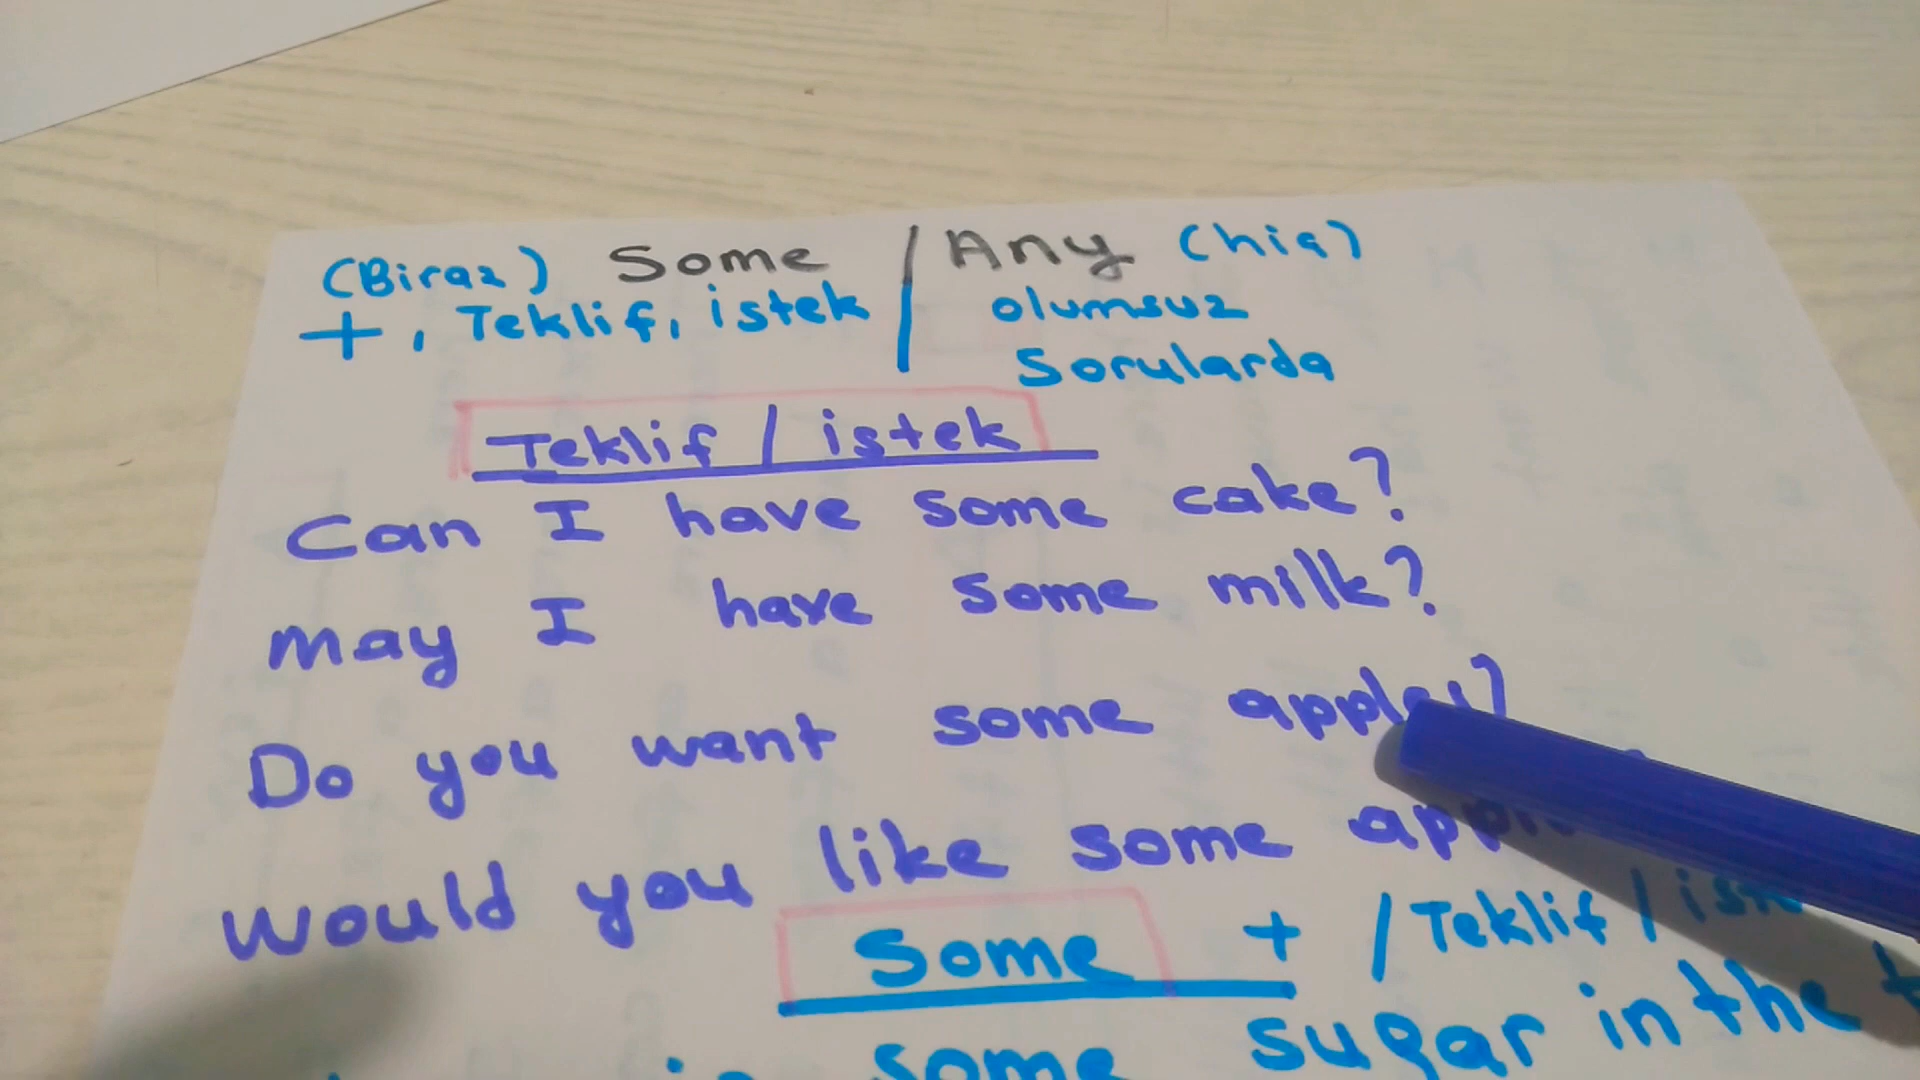 (Biraz) Some / Any (hiç)
+, Teklif, istek / olumsuz
Sorularda
Teklif / istek
Can I have some cake?
May I have some milk?
Do you want some apples?
Would you like some
Some + / Teklif /
some sugar in the